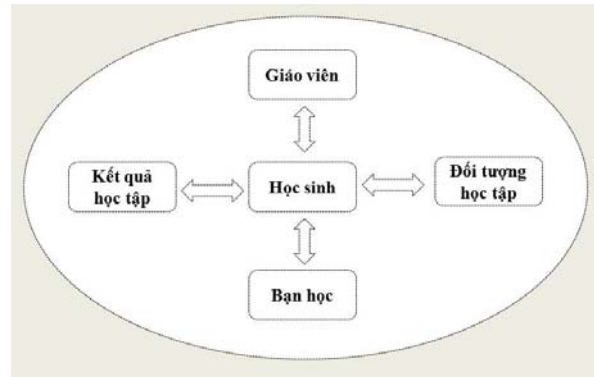 Giáo viên
Kết quả
học tập
Học sinh
Đối tượng
học tập
Bạn học